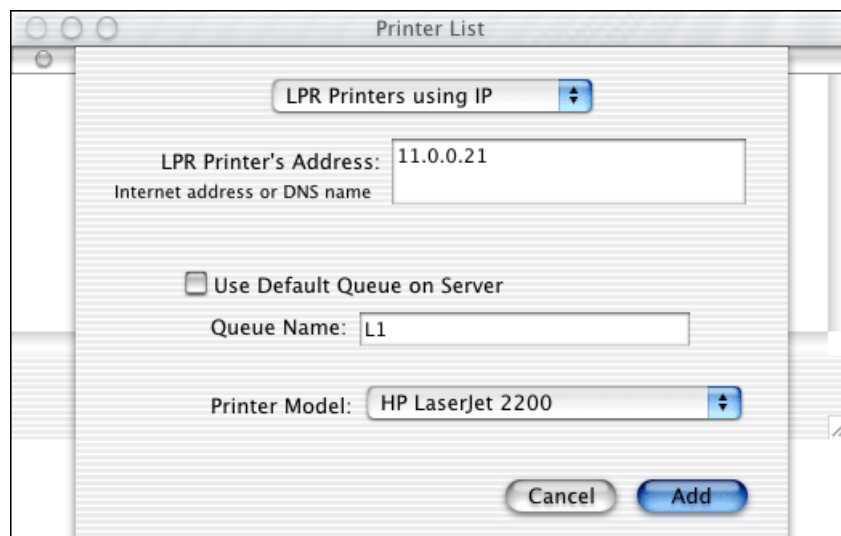 Printer List
LPR Printers using IP
LPR Printer's Address: 11.0.0.21
Internet address or DNS name
Use Default Queue on Server
Queue Name: L1
Printer Model: HP LaserJet 2200
Cancel Add